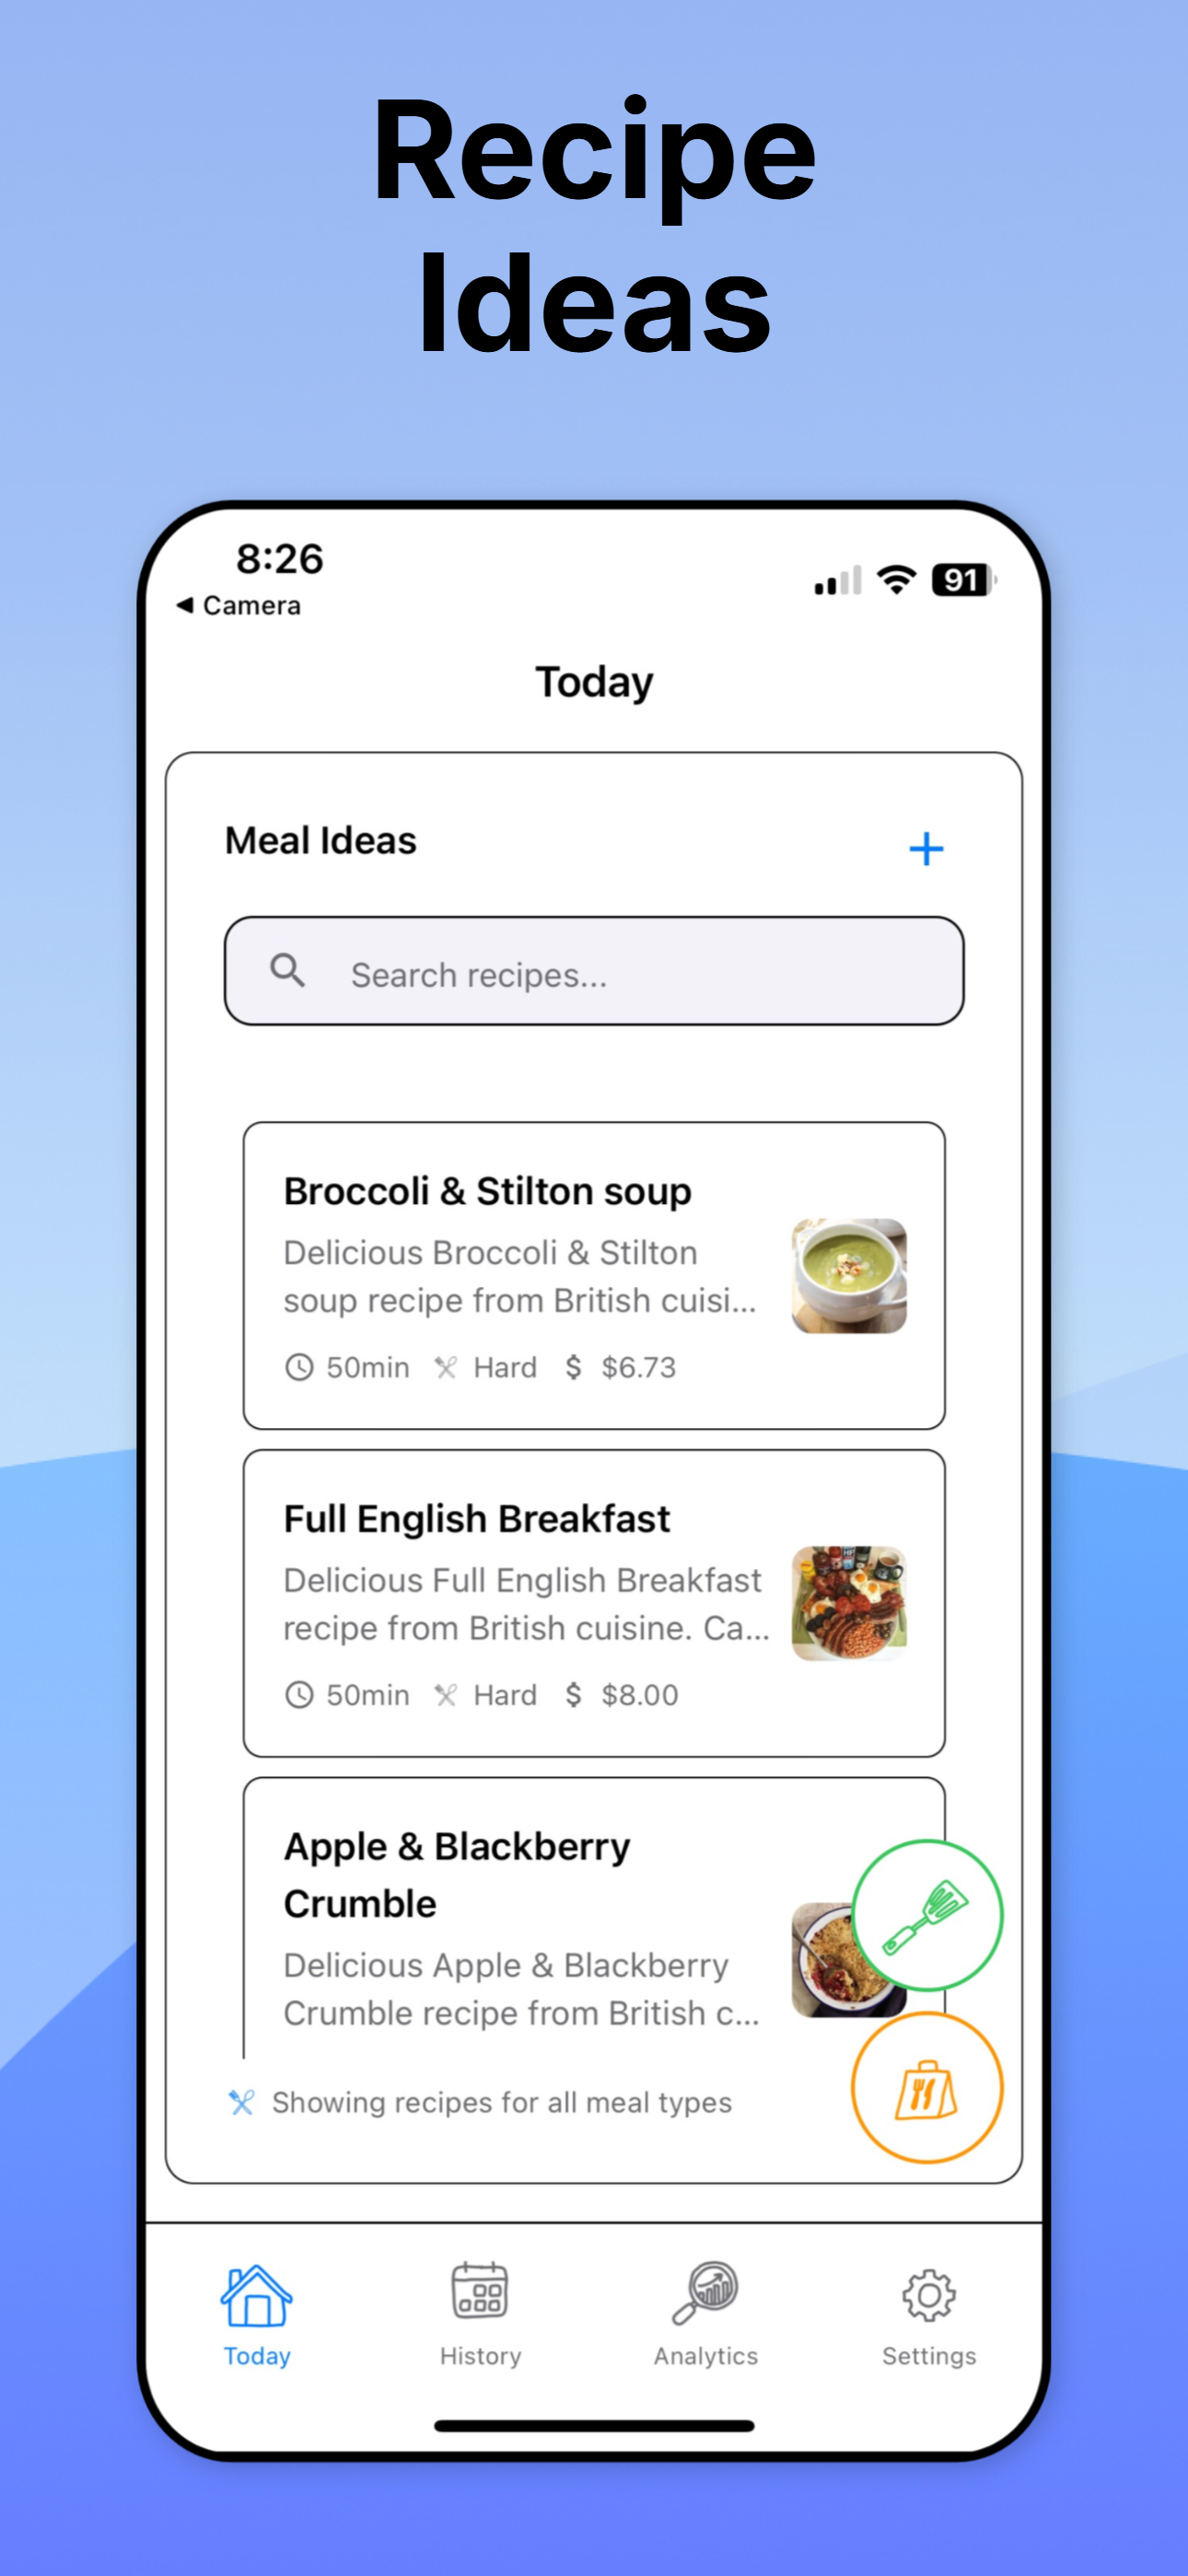 Recipe
Ideas
8:26
◀ Camera
91
Today
Meal Ideas
+
Search recipes...
Broccoli & Stilton soup
Delicious Broccoli & Stilton
soup recipe from British cuisi...
50min Hard $ $6.73
Full English Breakfast
Delicious Full English Breakfast
recipe from British cuisine. Ca...
50min Hard $ $8.00
Apple & Blackberry
Crumble
Delicious Apple & Blackberry
Crumble recipe from British c...
Showing recipes for all meal types
Today History Analytics Settings